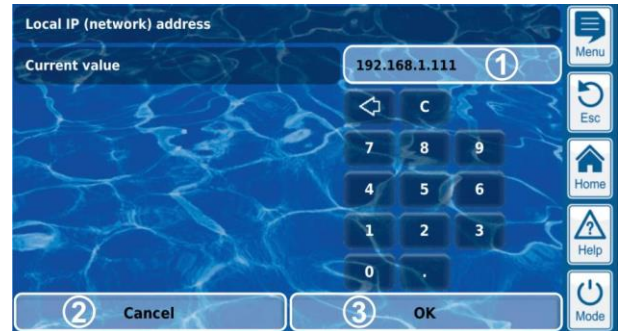 Local IP (network) address
Current value 192.168.1.111 1
C
7 8 9
4 5 6
1 2 3
0 .
2 Cancel 3 OK
Menu
Esc
Home
? Help
Mode